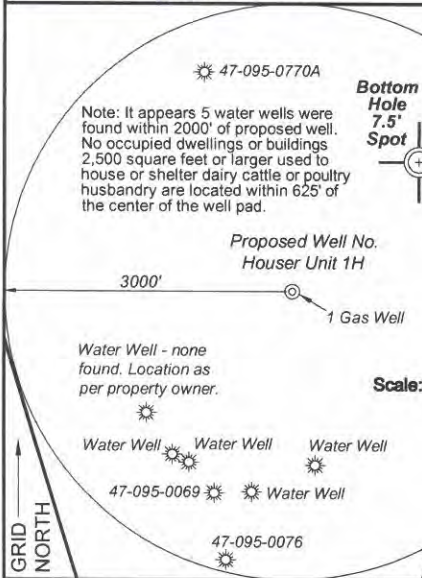 47-095-0770A
Bottom
Hole
7.5'
Spot
Note: It appears 5 water wells were
found within 2000' of proposed well.
No occupied dwellings or buildings
2,500 square feet or larger used to
house or shelter dairy cattle or poultry
husbandry are located within 625' of
the center of the well pad.
Proposed Well No.
Houser Unit 1H
3000'
1 Gas Well
Water Well - none
found. Location as
per property owner.
Scale:
Water Well
Water Well
Water Well
47-095-0069
Water Well
47-095-0076
GRID
NORTH